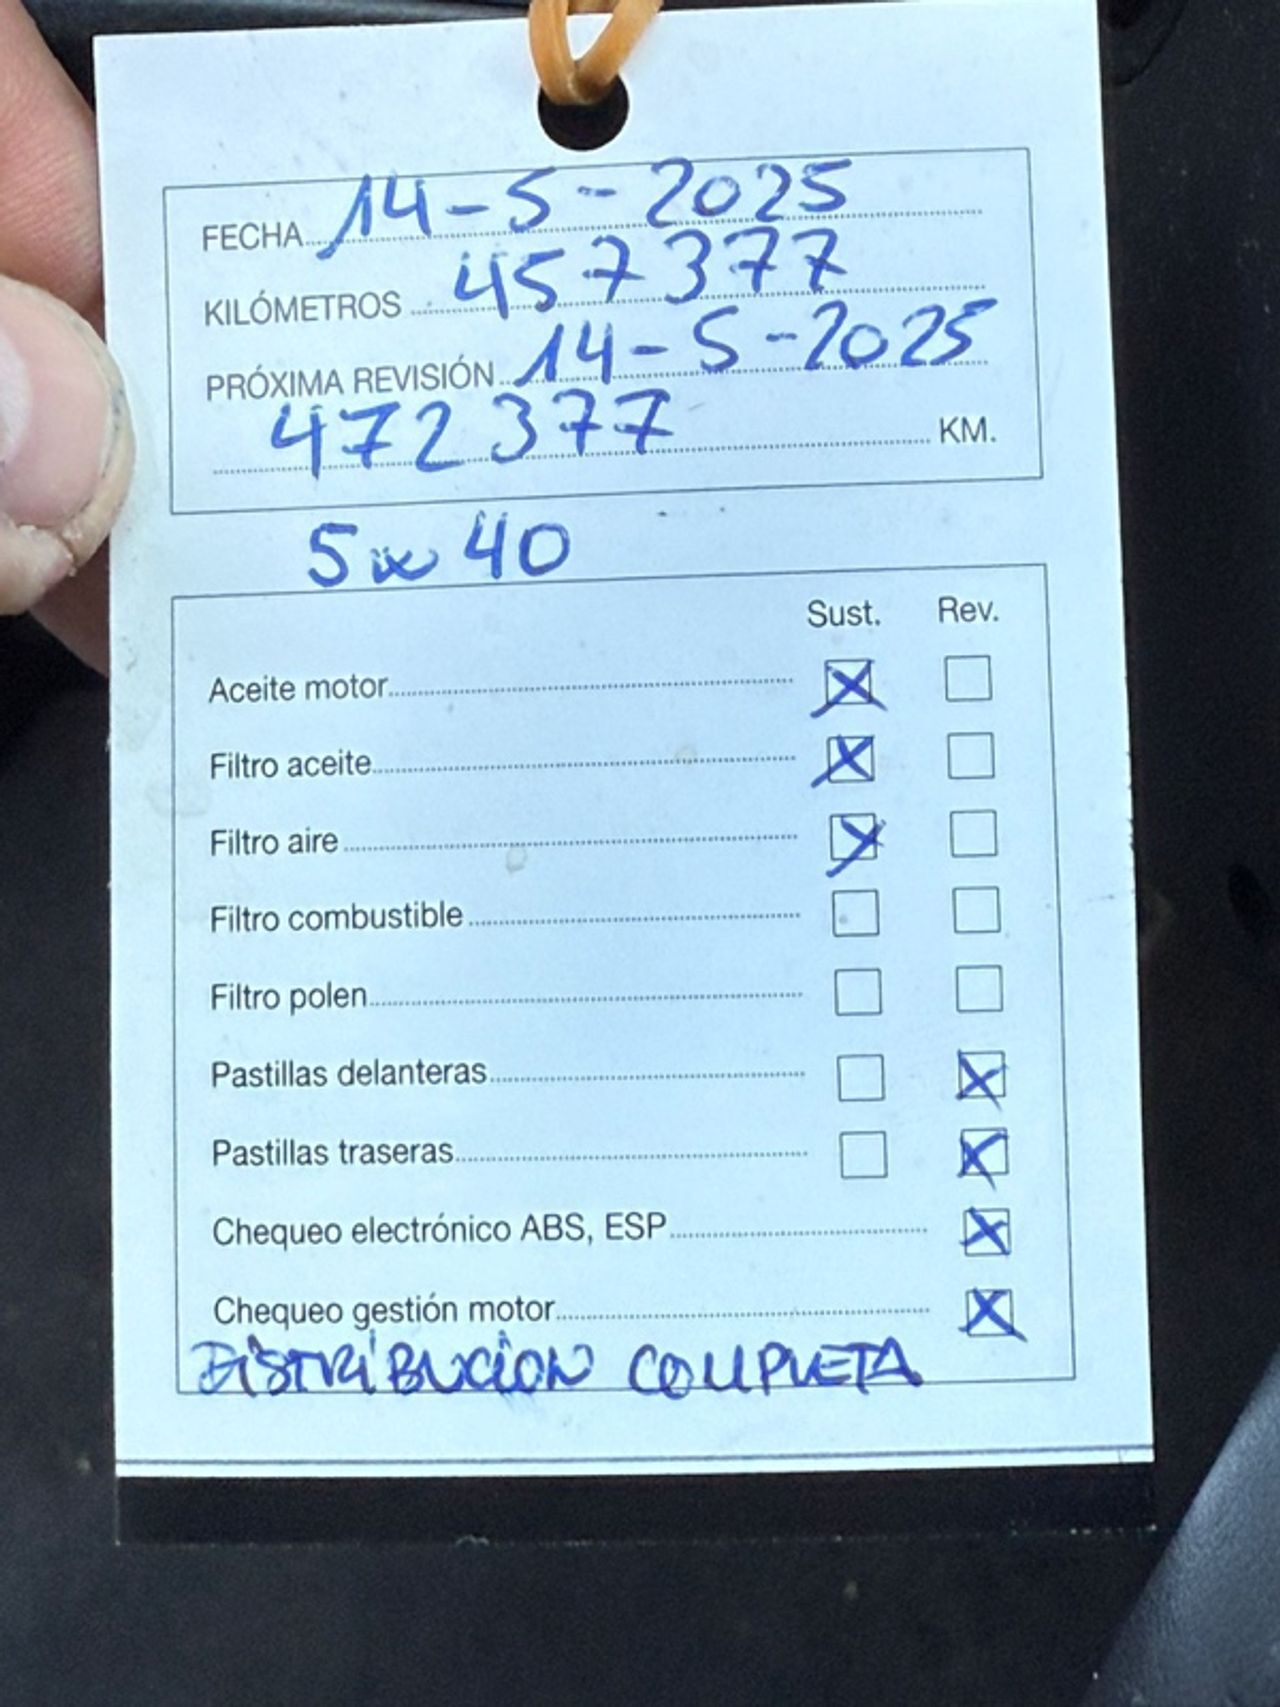 FECHA 14-5-2025
KILÓMETROS 457377
PRÓXIMA REVISIÓN 14-5-2025
472377 KM.
5w40
Sust. Rev.
Aceite motor
Filtro aceite
Filtro aire
Filtro combustible
Filtro polen
Pastillas delanteras
Pastillas traseras
Chequeo electrónico ABS, ESP
Chequeo gestión motor
DISTRIBUCION COMPLETA